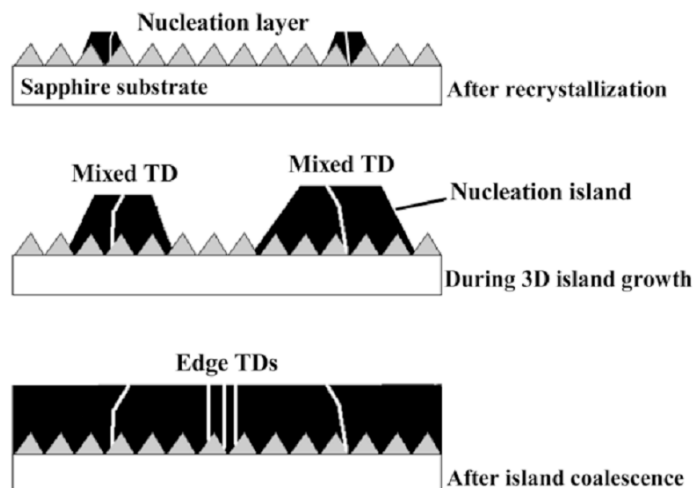 Nucleation layer
Sapphire substrate
After recrystallization
Mixed TD
Mixed TD
Nucleation island
During 3D island growth
Edge TDs
After island coalescence